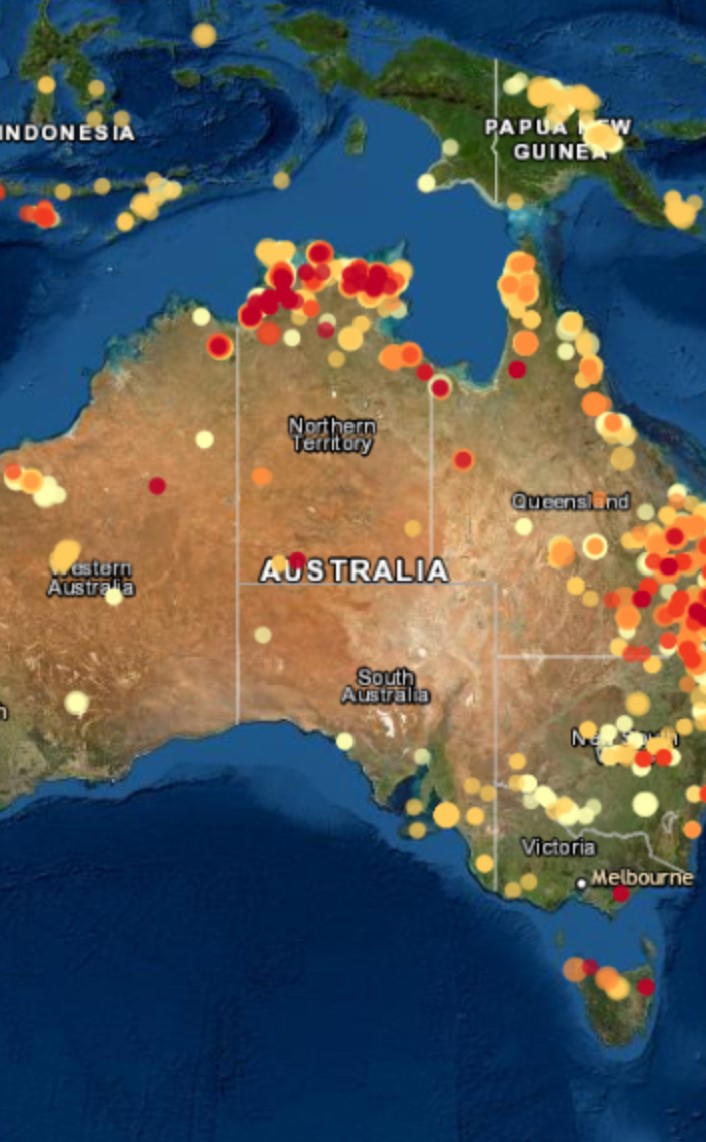 INDONESIA
PAPUA NEW
GUINEA
Northern
Territory
Queensland
AUSTRALIA
Western
Australia
South
Australia
New South
Wales
Victoria
Melbourne